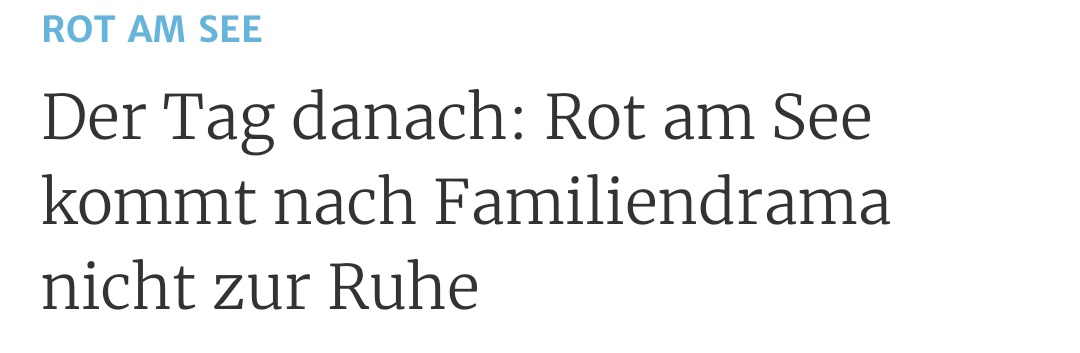 ROT AM SEE
Der Tag danach: Rot am See
kommt nach Familiendrama
nicht zur Ruhe